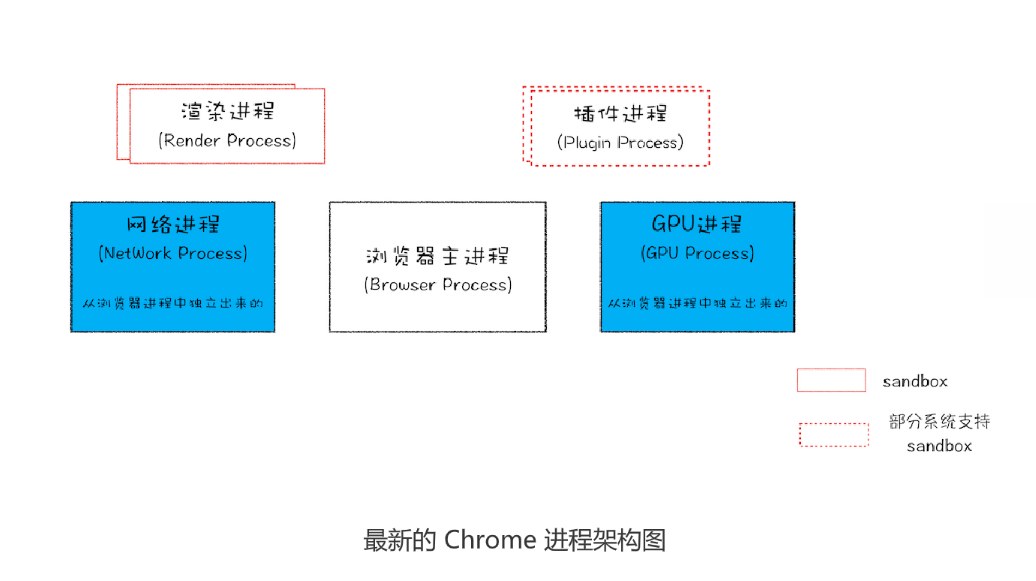 渲染进程
(Render Process)
插件进程
(Plugin Process)
网络进程
(NetWork Process)
从浏览器进程中独立出来的
浏览器主进程
(Browser Process)
GPU进程
(GPU Process)
从浏览器进程中独立出来的
sandbox
部分系统支持
sandbox
最新的 Chrome 进程架构图